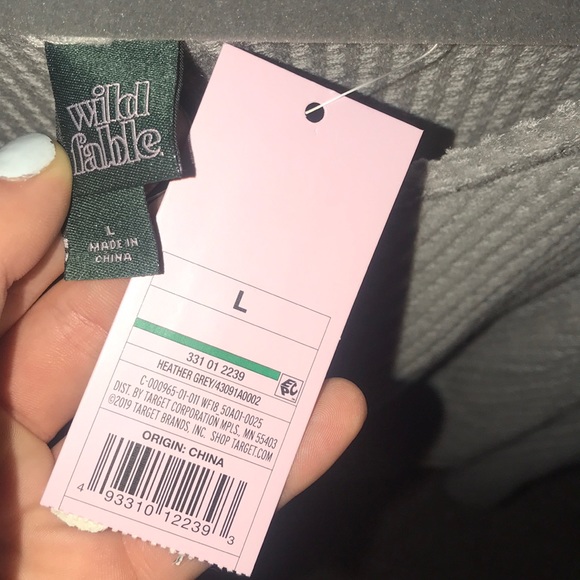 wild
fable.
L
MADE IN
CHINA
L
331 01 2239
HEATHER GREY/43091A0002
C-000965-01-011 WF18 50A01-0025
DIST. BY TARGET CORPORATION MPLS., MN 55403
©2019 TARGET BRANDS, INC. SHOP TARGET.COM
ORIGIN: CHINA
4 93310 12239 3